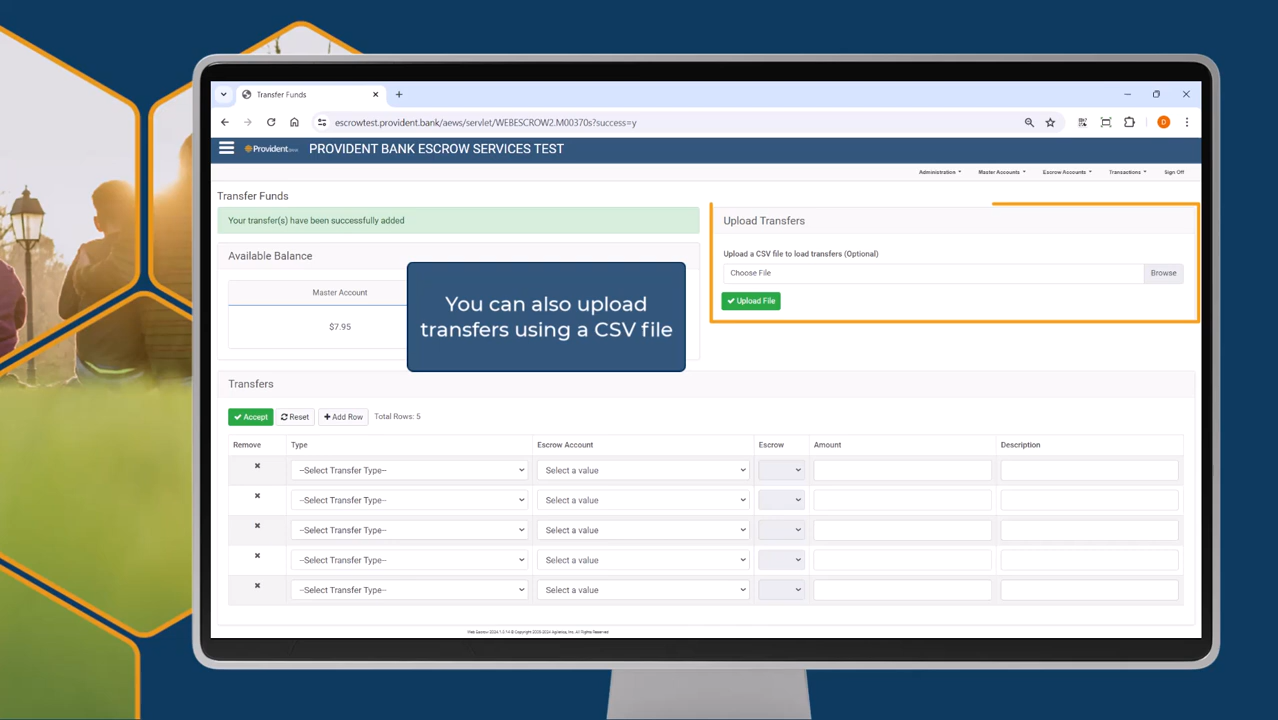 Transfer Funds
escrowtest.provident.bank/aews/servlet/WEBESCROW2.M00370s?success=y
D
Provident
PROVIDENT BANK ESCROW SERVICES TEST
Administration
Master Accounts
Escrow Accounts
Transactions
Sign Off
Transfer Funds
Your transfer(s) have been successfully added
Upload Transfers
Available Balance
Upload a CSV file to load transfers (Optional)
Choose File
Browse
Master Account
Upload File
You can also upload
transfers using a CSV file
$7.95
Transfers
Accept
Reset
Add Row
Total Rows: 5
Remove
Type
Escrow Account
Escrow
Amount
Description
--Select Transfer Type--
Select a value
--Select Transfer Type--
Select a value
--Select Transfer Type--
Select a value
--Select Transfer Type--
Select a value
--Select Transfer Type--
Select a value